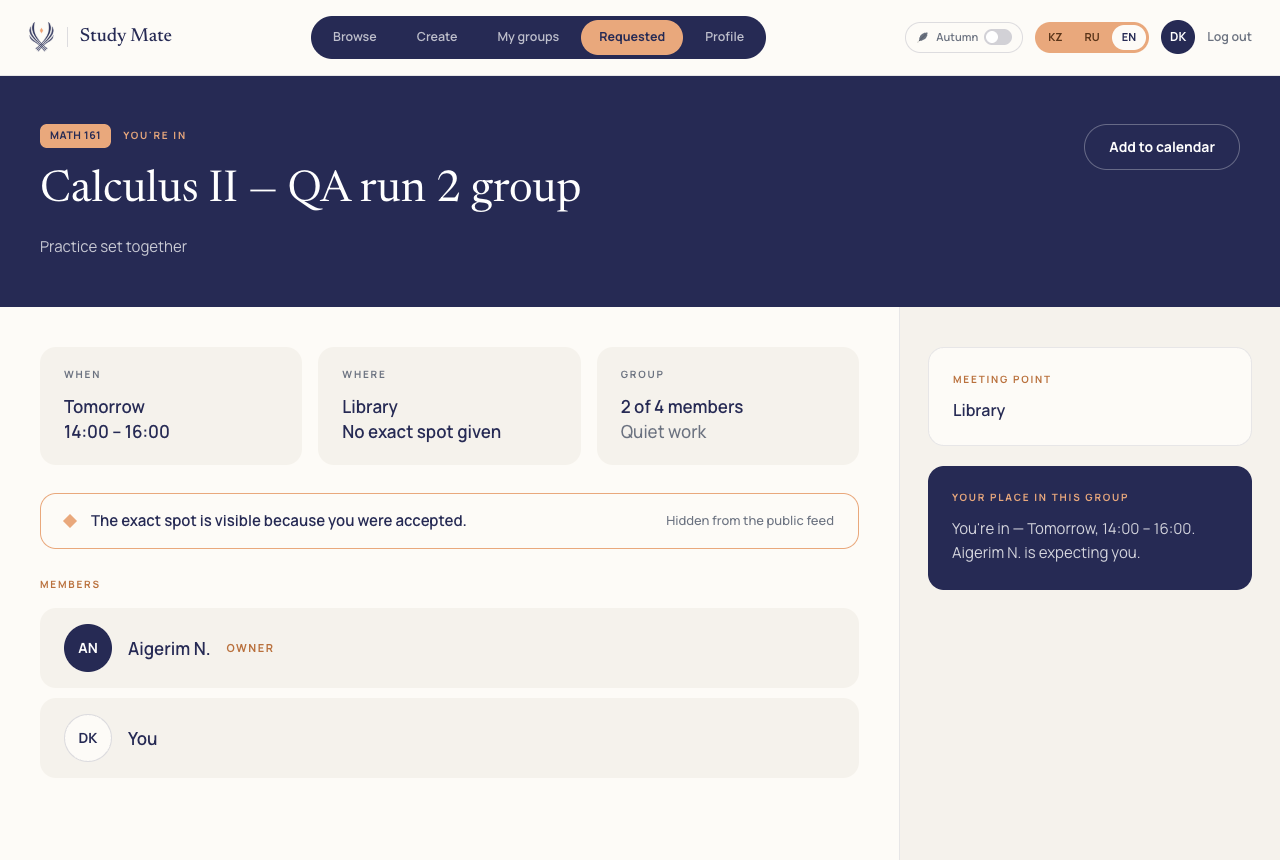 Study Mate
Browse
Create
My groups
Requested
Profile
Autumn
KZ
RU
EN
DK
Log out
MATH 161
YOU'RE IN
Add to calendar
Calculus II — QA run 2 group
Practice set together
WHEN
Tomorrow
14:00 – 16:00
WHERE
Library
No exact spot given
GROUP
2 of 4 members
Quiet work
The exact spot is visible because you were accepted.
Hidden from the public feed
MEMBERS
AN
Aigerim N.
OWNER
DK
You
MEETING POINT
Library
YOUR PLACE IN THIS GROUP
You're in — Tomorrow, 14:00 – 16:00.
Aigerim N. is expecting you.